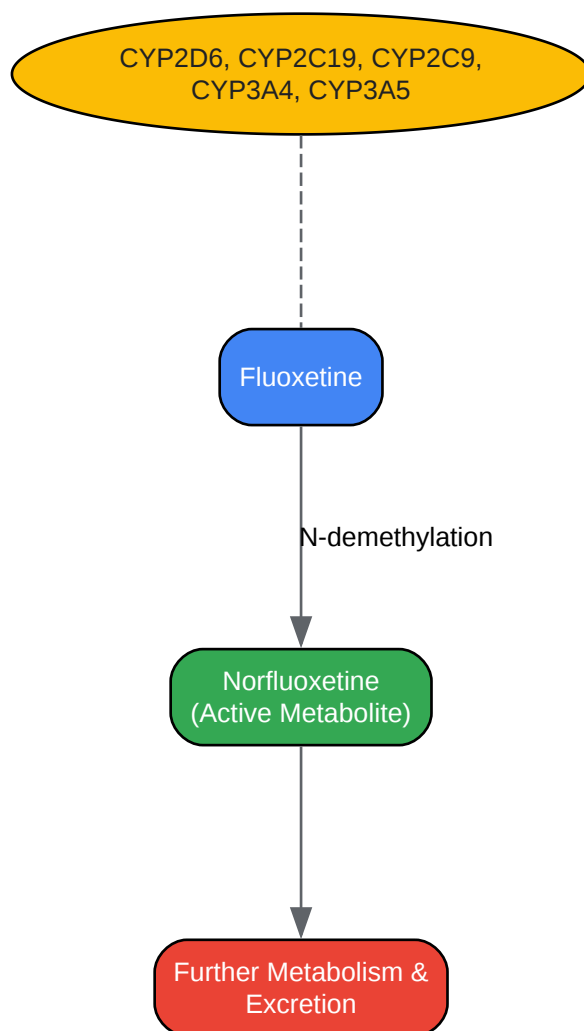 CYP2D6, CYP2C19, CYP2C9,
CYP3A4, CYP3A5
Fluoxetine
N-demethylation
Norfluoxetine
(Active Metabolite)
Further Metabolism &
Excretion